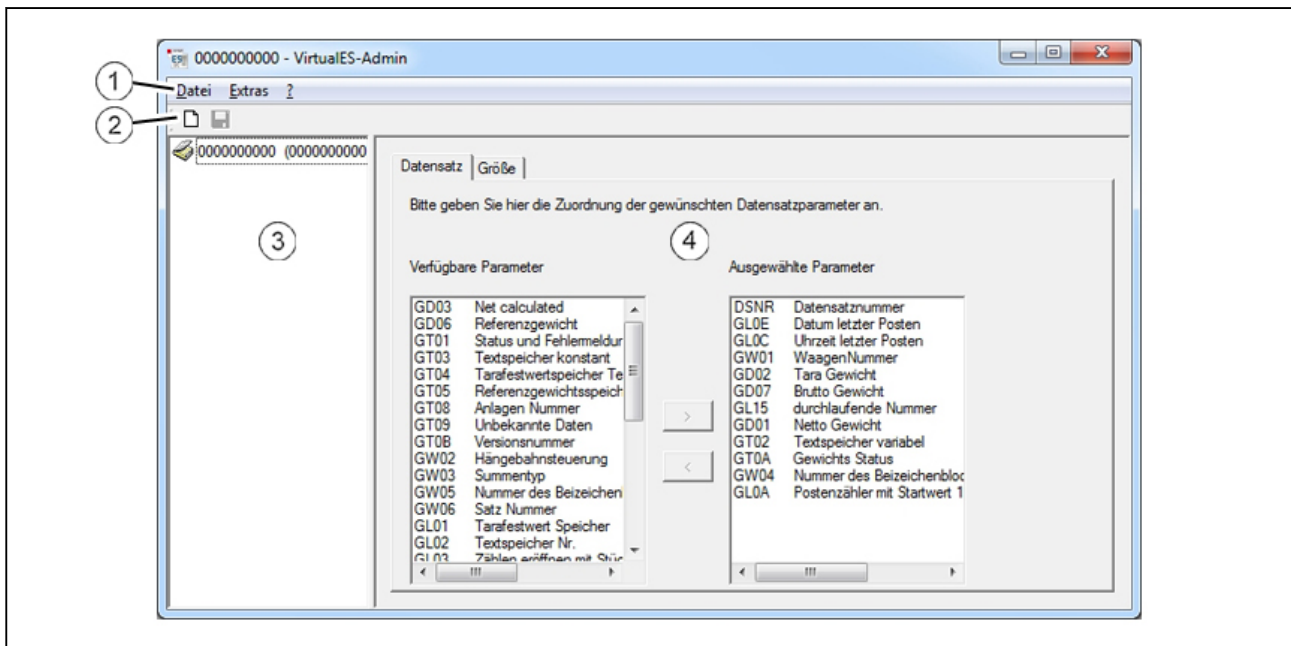 0000000000 - VirtualES-Admin
1
Datei Extras ?
2
0000000000 (0000000000
3
Datensatz Größe
Bitte geben Sie hier die Zuordnung der gewünschten Datensatzparameter an.
4
Verfügbare Parameter
GD03 Net calculated
GD06 Referenzgewicht
GT01 Status und Fehlermeldur
GT03 Textspeicher konstant
GT04 Tarafestwertspeicher Te
GT05 Referenzgewichtsspeich
GT08 Anlagen Nummer
GT09 Unbekannte Daten
GT0B Versionsnummer
GW02 Hängebahnsteuerung
GW03 Summentyp
GW05 Nummer des Beizeichen
GW06 Satz Nummer
GL01 Tarafestwert Speicher
GL02 Textspeicher Nr.
GL03 Zählen eröffnen mit Stüc
>
<
Ausgewählte Parameter
DSNR Datensatznummer
GL0E Datum letzter Posten
GL0C Uhrzeit letzter Posten
GW01 WaagenNummer
GD02 Tara Gewicht
GD07 Brutto Gewicht
GL15 durchlaufende Nummer
GD01 Netto Gewicht
GT02 Textspeicher variabel
GT0A Gewichts Status
GW04 Nummer des Beizeichenbloc
GL0A Postenzähler mit Startwert 1